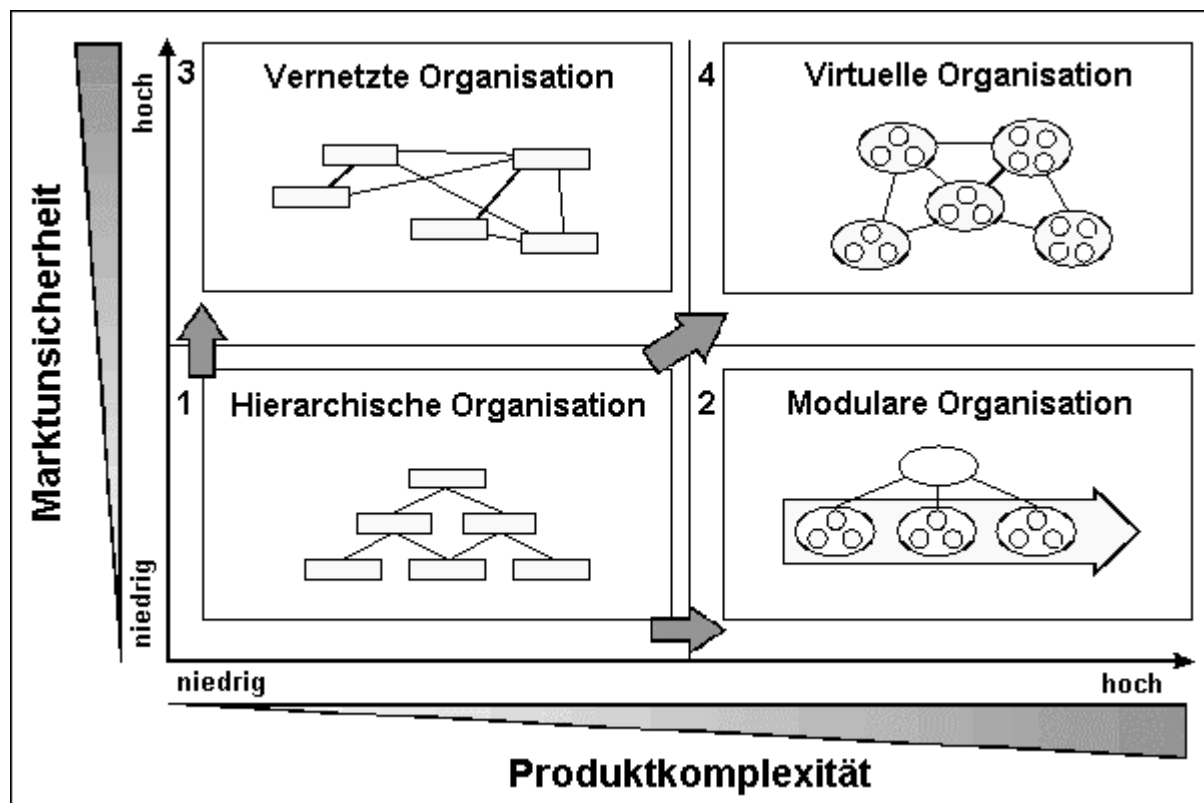 Marktunsicherheit
hoch
niedrig
3
Vernetzte Organisation
4
Virtuelle Organisation
1
Hierarchische Organisation
2
Modulare Organisation
niedrig
hoch
Produktkomplexität